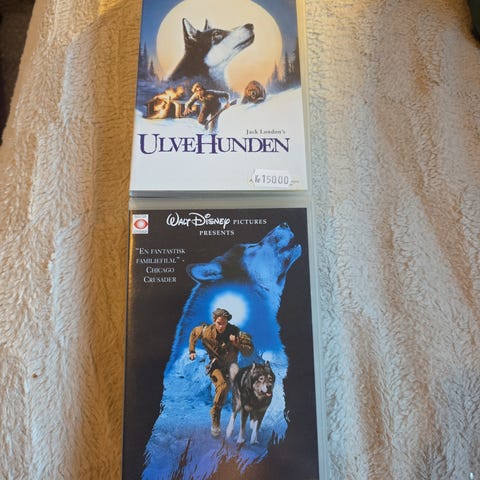 Jack London's
ULVEHUNDEN
Kr 150.00
WALT DISNEY PICTURES
PRESENTS
"EN FANTASTISK
FAMILIEFILM." -
CHICAGO
CRUSADER